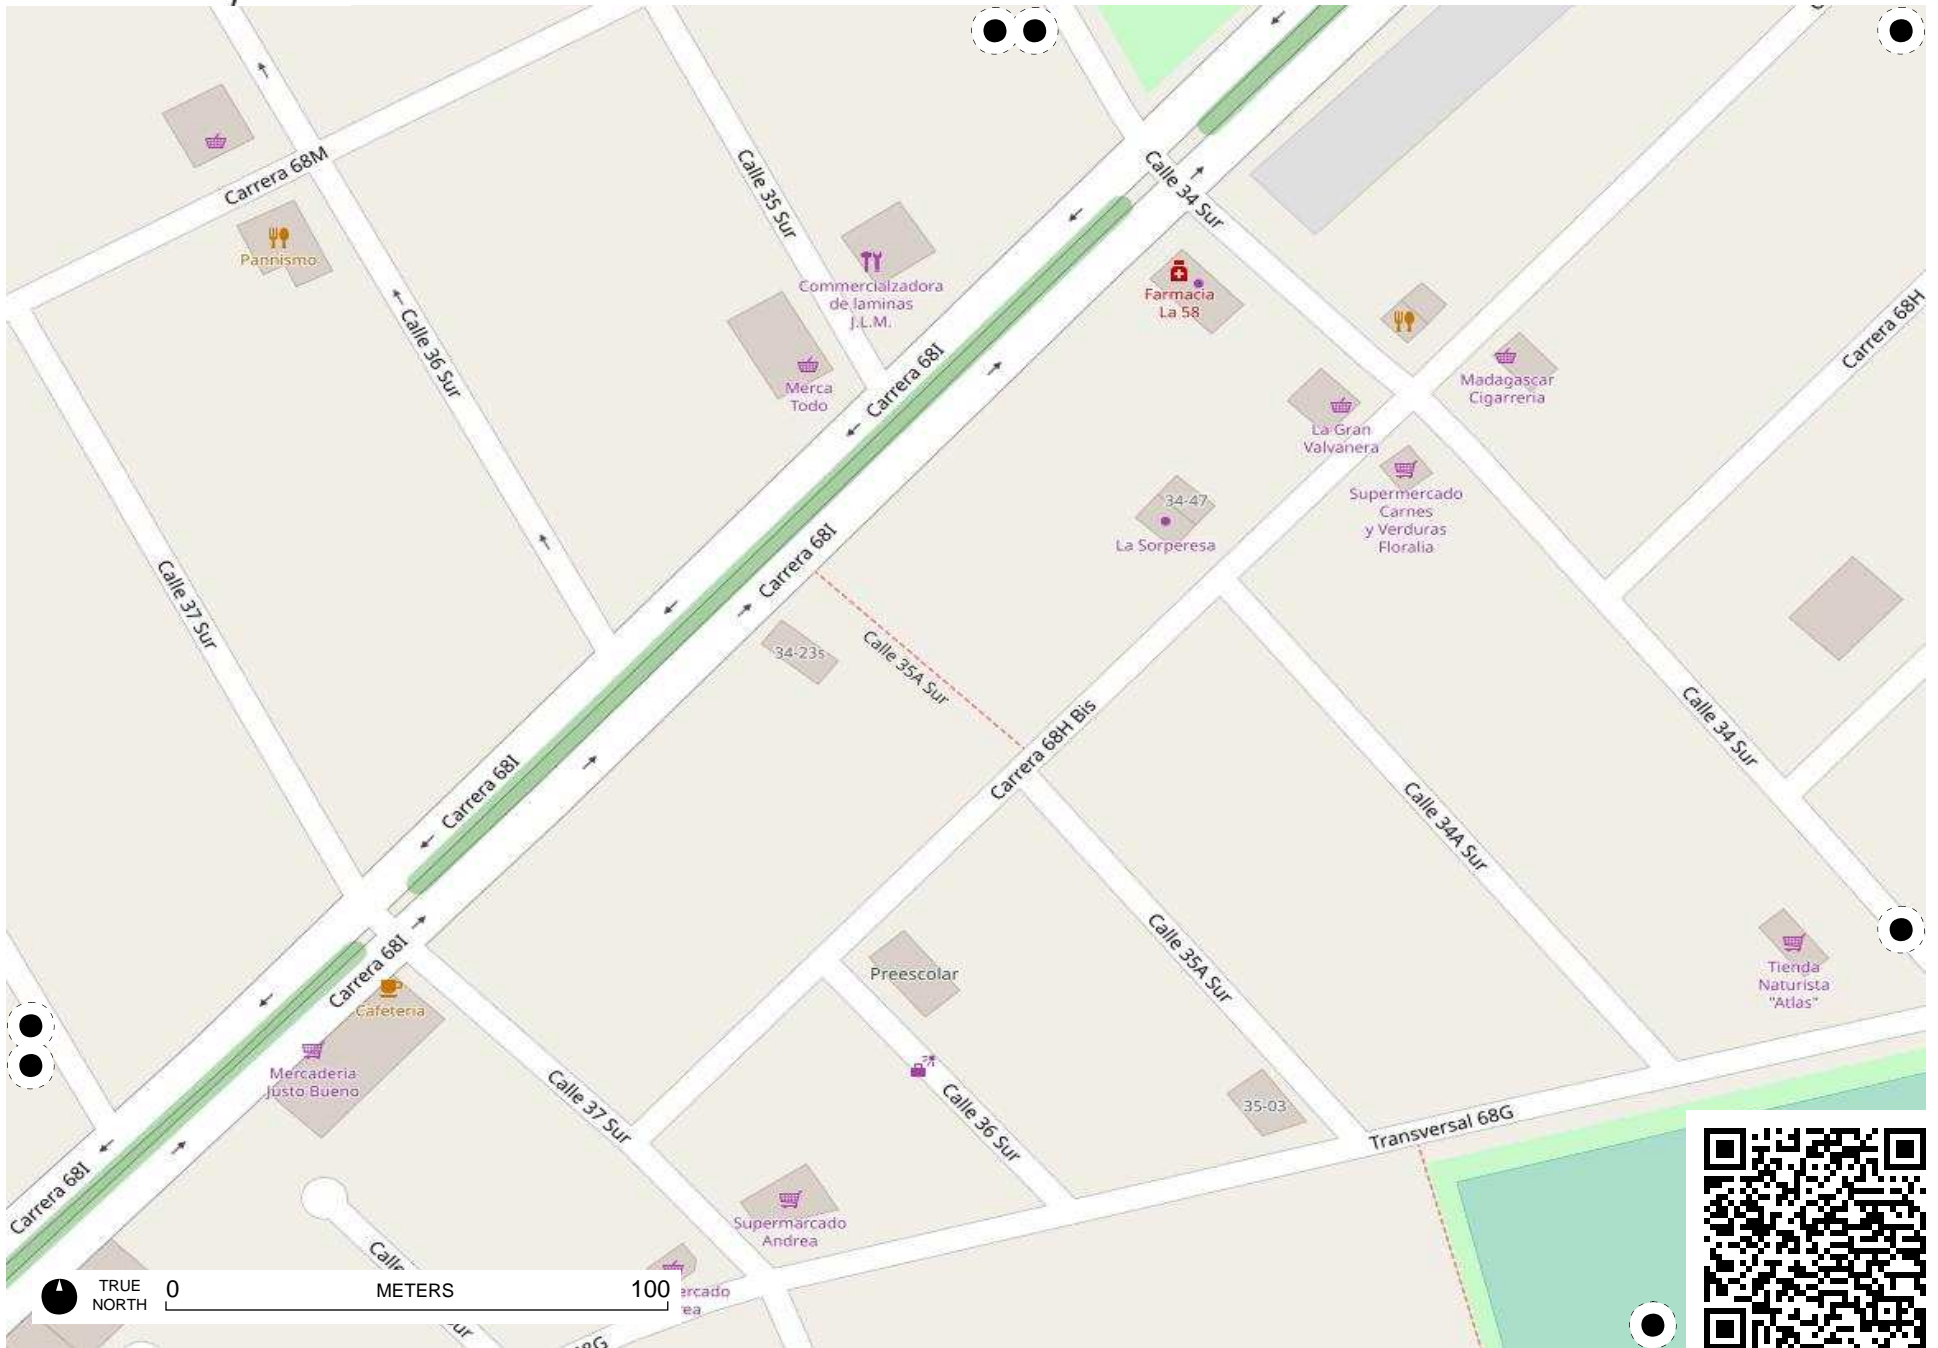 Carrera 68M
Pannismo
Calle 35 Sur
Commercialzadora
de laminas
J.L.M.
Calle 34 Sur
Farmacia
La 58
Calle 36 Sur
Merca
Todo
Carrera 68I
Carrera 68H
Madagascar
Cigarreria
La Gran
Valvanera
Supermercado
Carnes
y Verduras
Floralia
34-47
La Sorperesa
Carrera 68I
Calle 37 Sur
34-23s
Calle 35A Sur
Carrera 68H Bis
Calle 34 Sur
Carrera 68I
Calle 34A Sur
Carrera 68I
Cafeteria
Preescolar
Calle 35A Sur
Tienda
Naturista
"Atlas"
Mercaderia
Justo Bueno
Calle 37 Sur
Calle 36 Sur
35-03
Transversal 68G
Carrera 68I
Supermarcado
Andrea
Calle
TRUE
NORTH
0
METERS
100